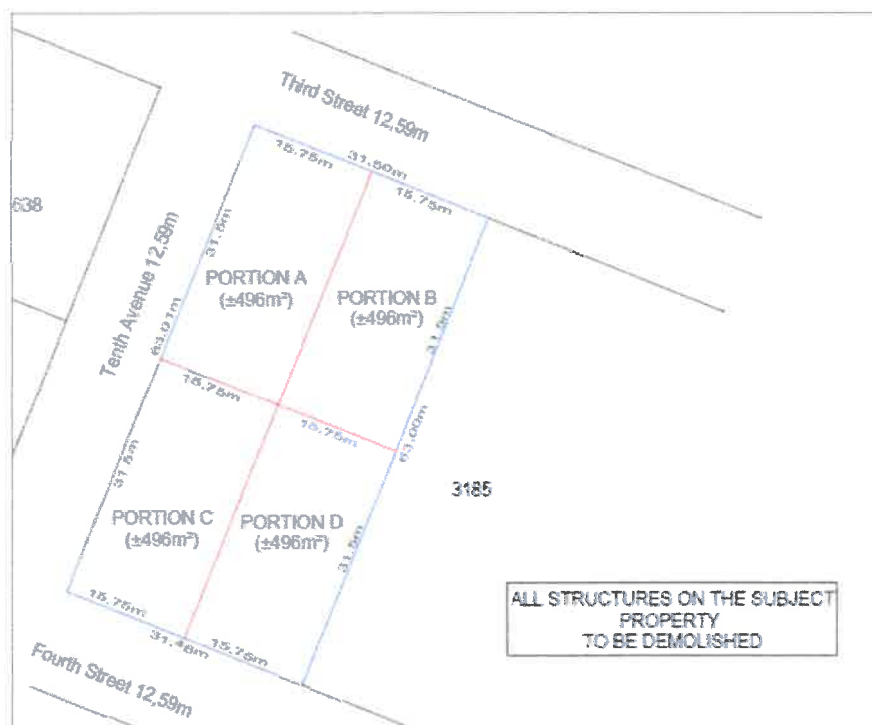 Third Street 12,59m
15.75m
31.50m
15.75m
638
Tenth Avenue 12,59m
31.5m
63.01m
PORTION A
(±496m²)
PORTION B
(±496m²)
31.5m
15.75m
15.75m
63.00m
31.5m
3185
PORTION C
(±496m²)
PORTION D
(±496m²)
31.5m
15.75m
31.48m
15.75m
Fourth Street 12,59m
ALL STRUCTURES ON THE SUBJECT
PROPERTY
TO BE DEMOLISHED